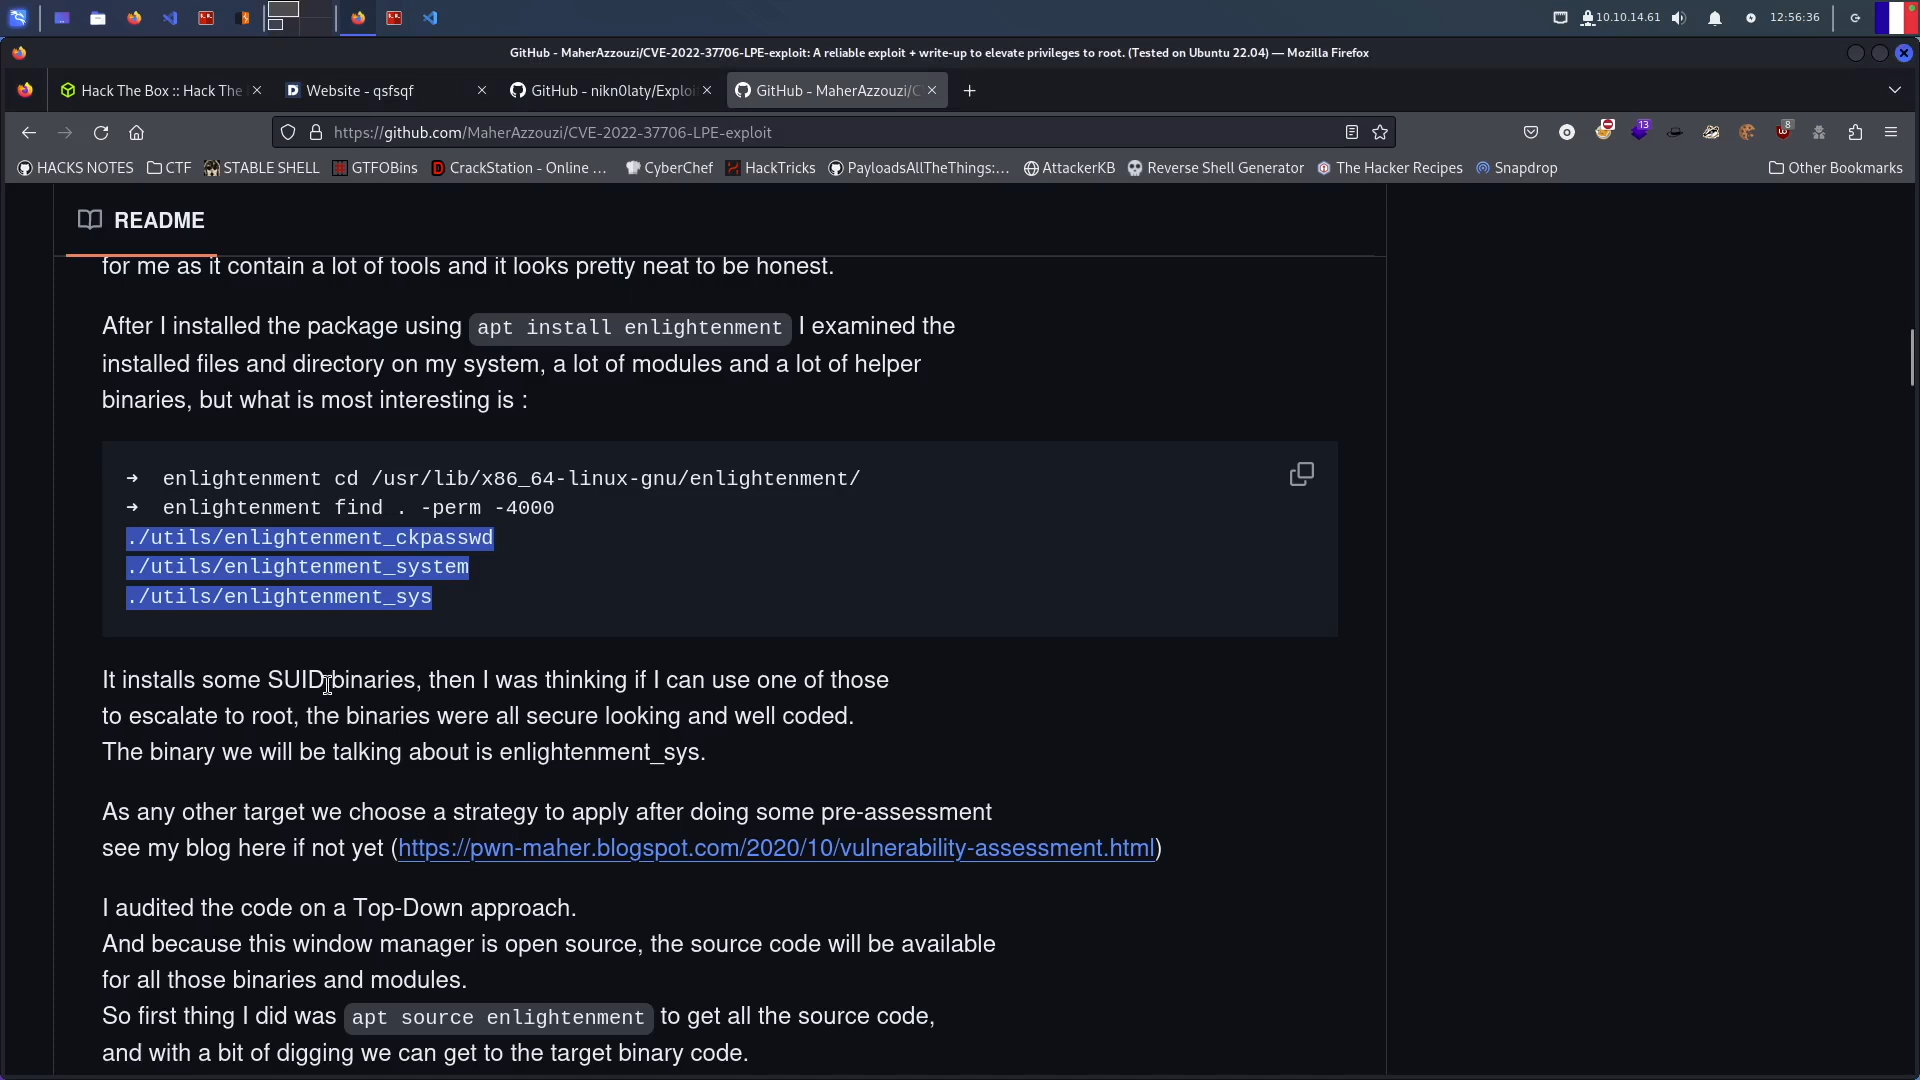 10.10.14.61
12:56:36
GitHub - MaherAzzouzi/CVE-2022-37706-LPE-exploit: A reliable exploit + write-up to elevate privileges to root. (Tested on Ubuntu 22.04) — Mozilla Firefox
Hack The Box :: Hack The
Website - qsfsqf
GitHub - nikn0laty/Exploi
GitHub - MaherAzzouzi/C
https://github.com/MaherAzzouzi/CVE-2022-37706-LPE-exploit
13
8
HACKS NOTES
CTF
STABLE SHELL
GTFOBins
CrackStation - Online ...
CyberChef
HackTricks
PayloadsAllTheThings:...
AttackerKB
Reverse Shell Generator
The Hacker Recipes
Snapdrop
Other Bookmarks
README
for me as it contain a lot of tools and it looks pretty neat to be honest.
After I installed the package using apt install enlightenment I examined the
installed files and directory on my system, a lot of modules and a lot of helper
binaries, but what is most interesting is :
➜  enlightenment cd /usr/lib/x86_64-linux-gnu/enlightenment/
➜  enlightenment find . -perm -4000
./utils/enlightenment_ckpasswd
./utils/enlightenment_system
./utils/enlightenment_sys
It installs some SUID binaries, then I was thinking if I can use one of those
to escalate to root, the binaries were all secure looking and well coded.
The binary we will be talking about is enlightenment_sys.
As any other target we choose a strategy to apply after doing some pre-assessment
see my blog here if not yet (https://pwn-maher.blogspot.com/2020/10/vulnerability-assessment.html)
I audited the code on a Top-Down approach.
And because this window manager is open source, the source code will be available
for all those binaries and modules.
So first thing I did was apt source enlightenment to get all the source code,
and with a bit of digging we can get to the target binary code.